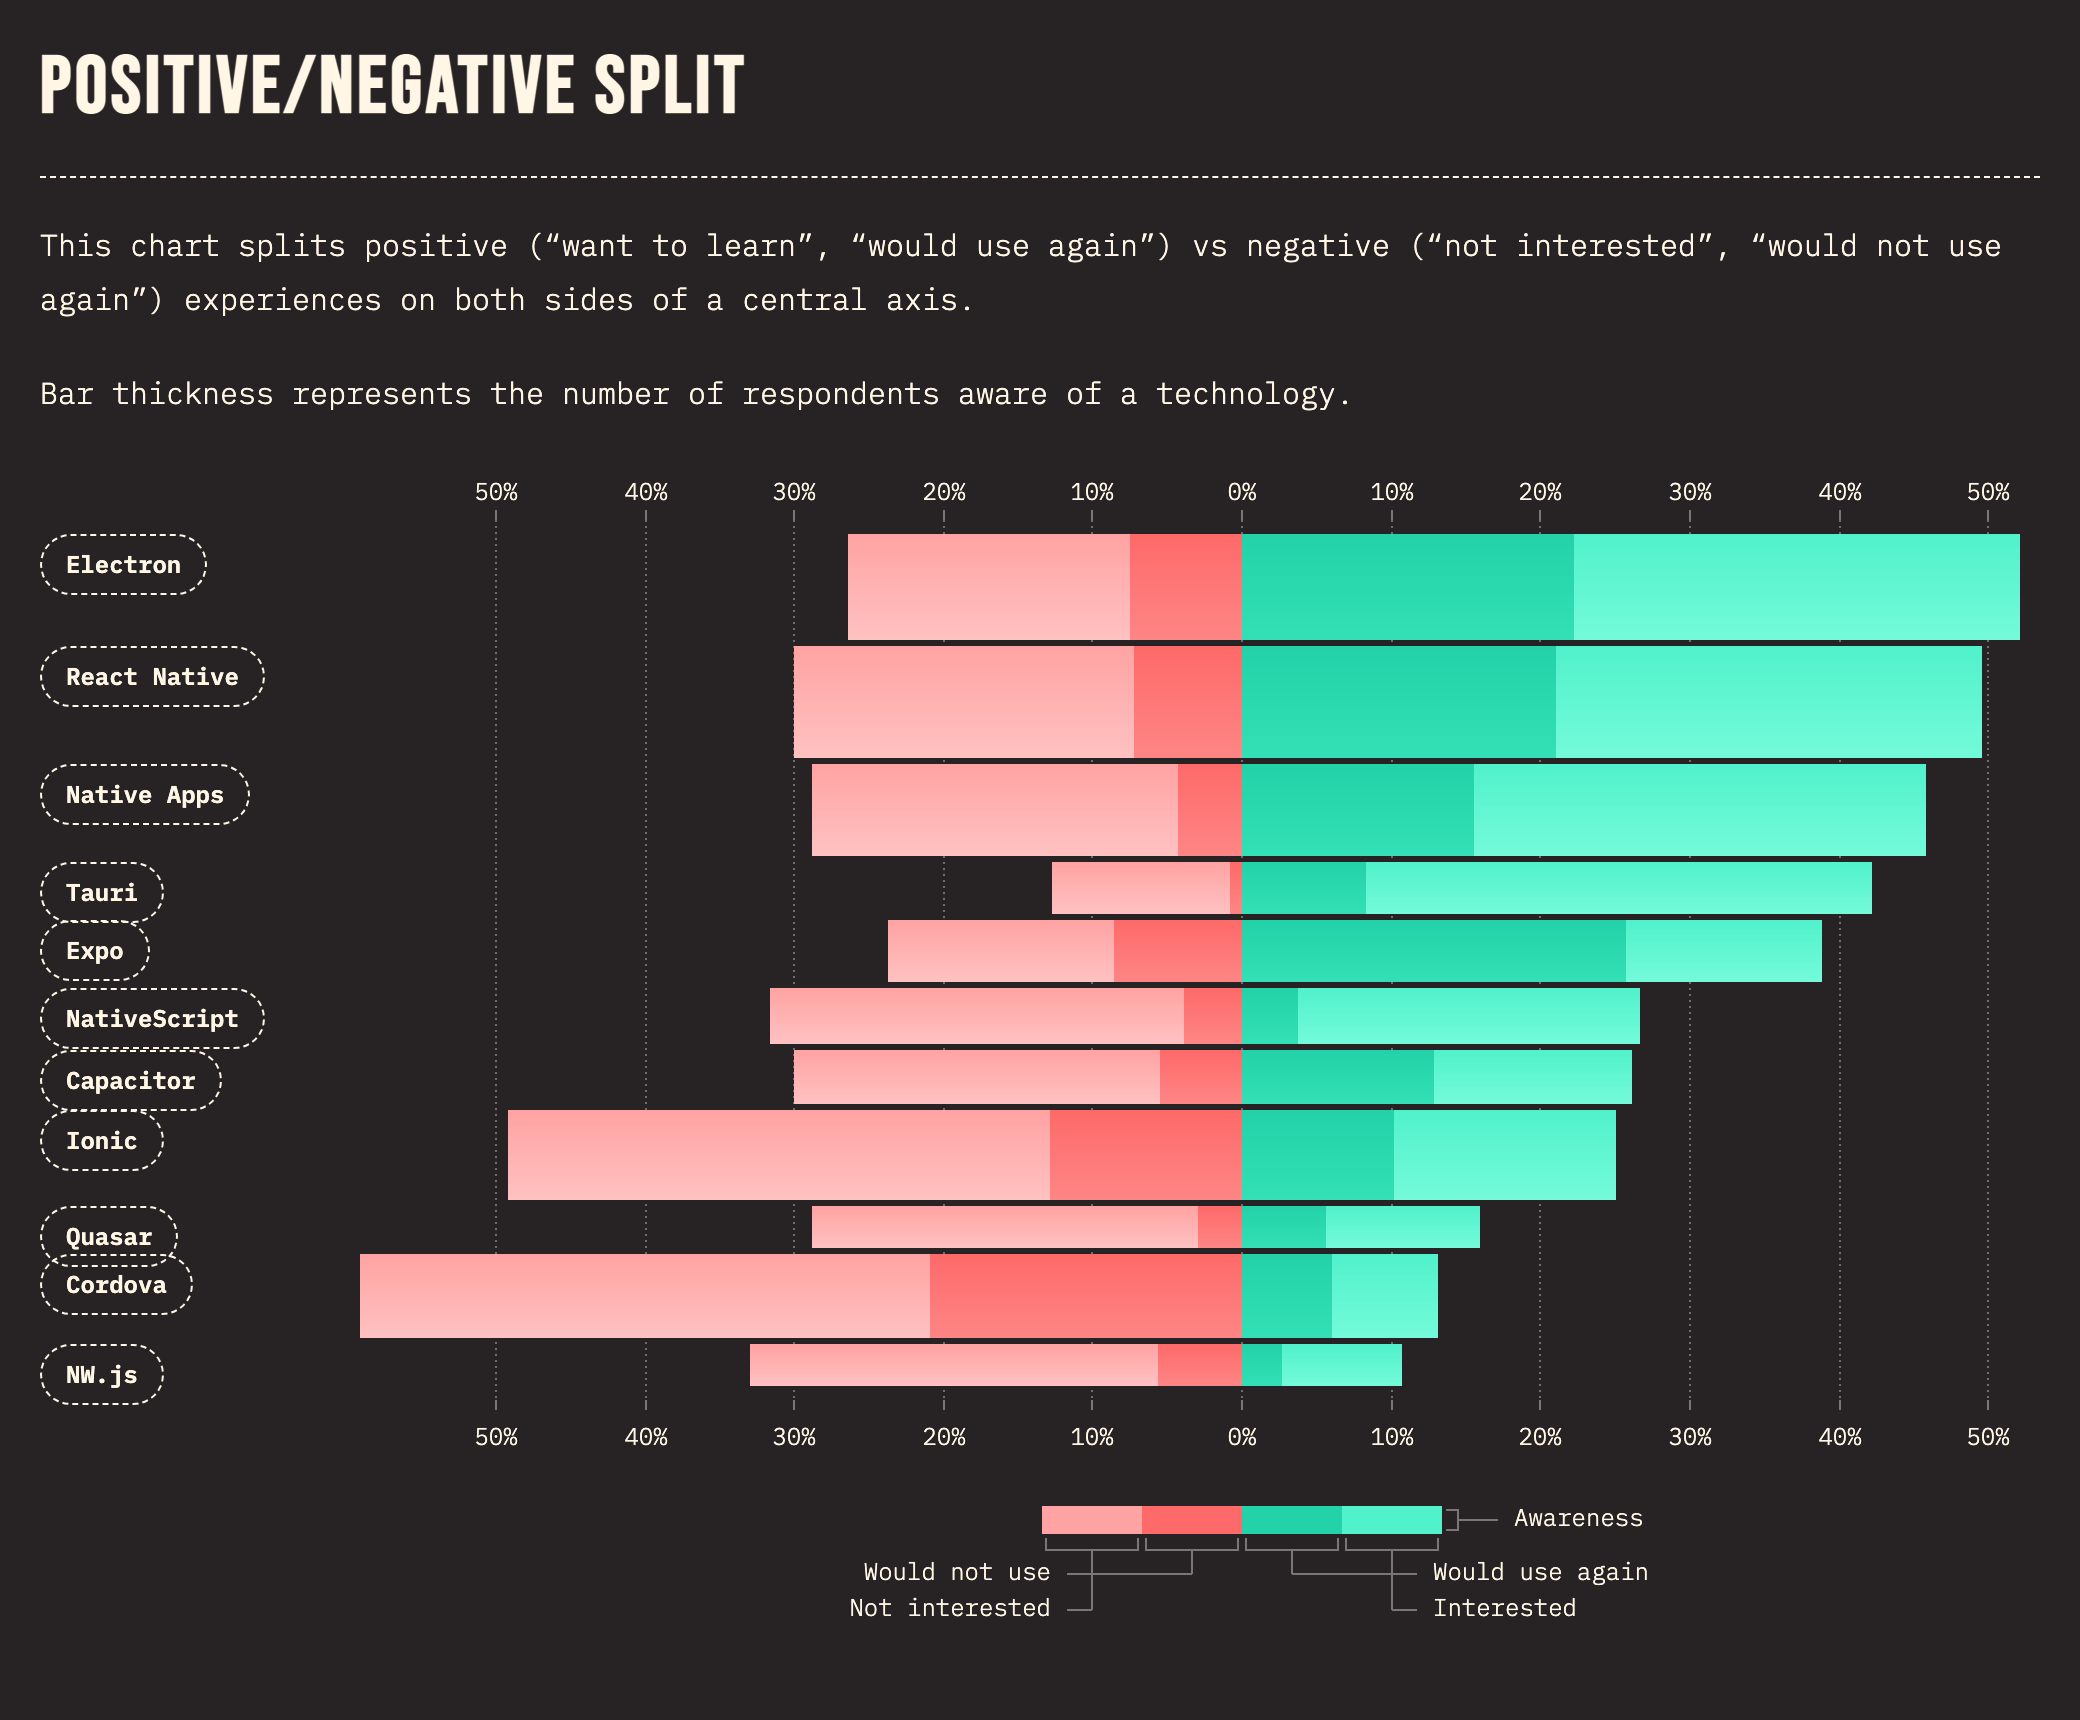 POSITIVE/NEGATIVE SPLIT
This chart splits positive (“want to learn”, “would use again”) vs negative (“not interested”, “would not use
again”) experiences on both sides of a central axis.
Bar thickness represents the number of respondents aware of a technology.
50% 40% 30% 20% 10% 0% 10% 20% 30% 40% 50%
Electron
React Native
Native Apps
Tauri
Expo
NativeScript
Capacitor
Ionic
Quasar
Cordova
NW.js
50% 40% 30% 20% 10% 0% 10% 20% 30% 40% 50%
Awareness
Would not use Would use again
Not interested Interested